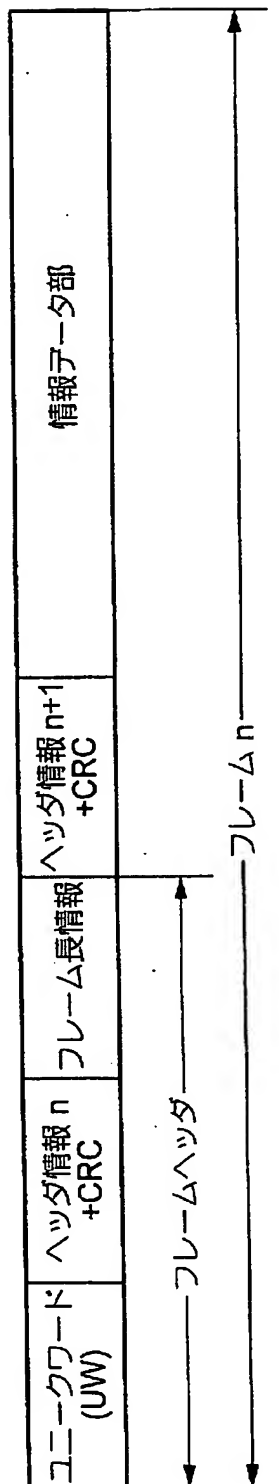 ユニークワード
(UW)
ヘッダ情報 n
+CRC
フレーム長情報
ヘッダ情報 n+1
+CRC
情報データ部
フレームヘッダ
フレーム n